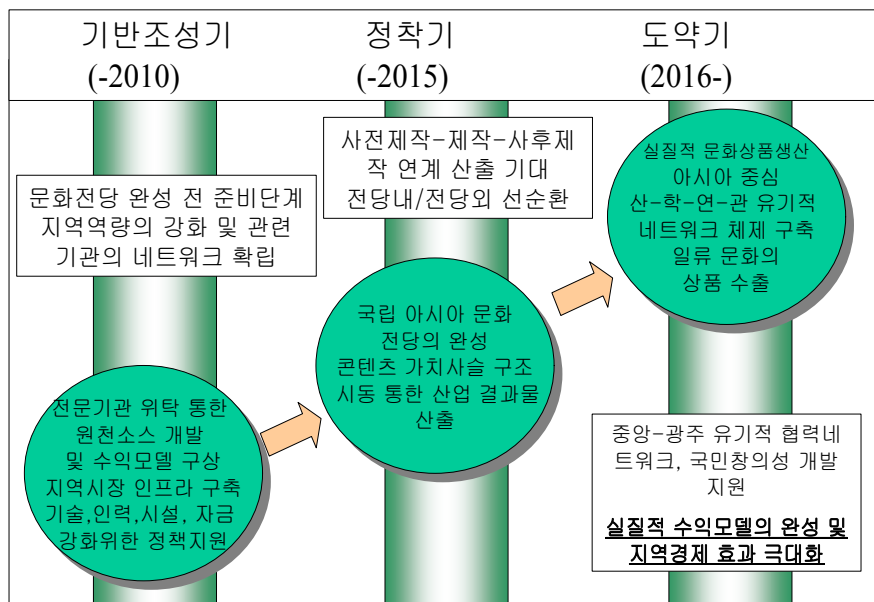 기반조성기
(-2010)
정착기
(-2015)
도약기
(2016-)
문화전당 완성 전 준비단계
지역역량의 강화 및 관련
기관의 네트워크 확립
전문기관 위탁 통한
원천소스 개발
및 수익모델 구상
지역시장 인프라 구축
기술,인력,시설, 자금
강화위한 정책지원
사전제작-제작-사후제
작 연계 산출 기대
전당내/전당외 선순환
국립 아시아 문화
전당의 완성
콘텐츠 가치사슬 구조
시동 통한 산업 결과물
산출
실질적 문화상품생산
아시아 중심
산-학-연-관 유기적
네트워크 체제 구축
일류 문화의
상품 수출
중앙-광주 유기적 협력네
트워크, 국민창의성 개발
지원
실질적 수익모델의 완성 및
지역경제 효과 극대화